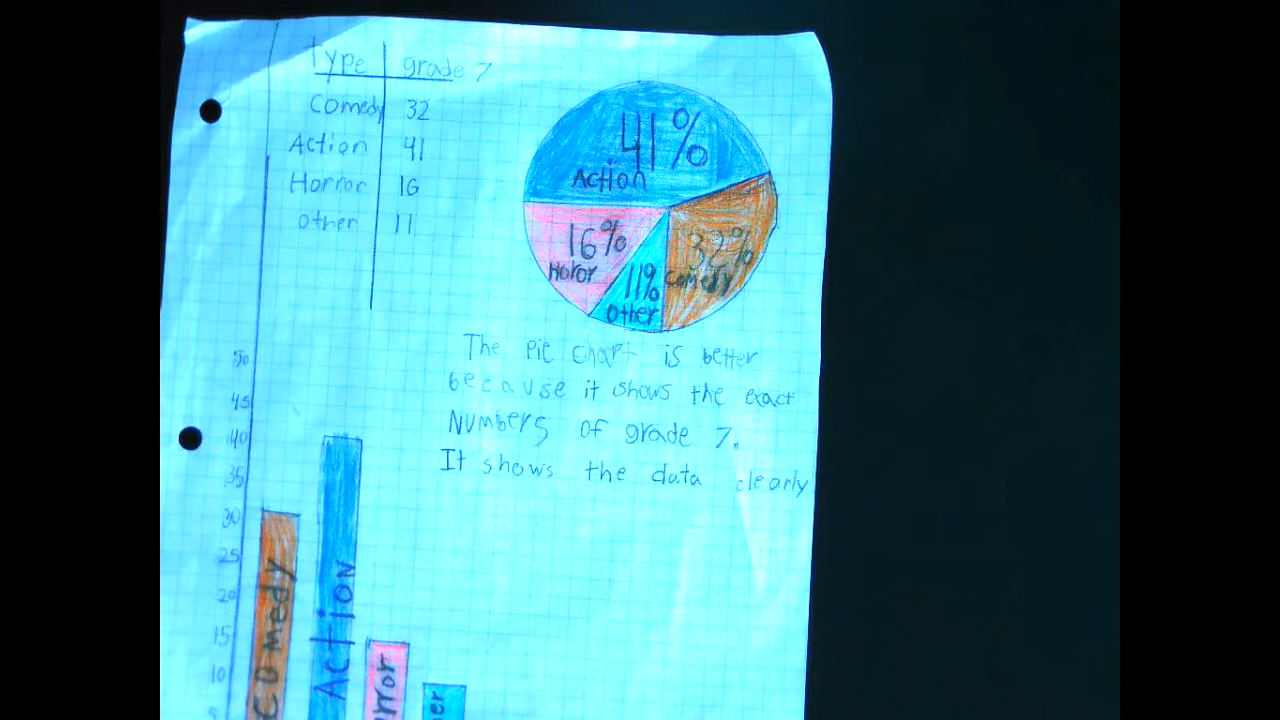 Type grade 7
Comedy 32
Action 41
Horror 16
other 11
41%
Action
16%
Horor
11%
Other
32%
Comedy
The Pie chart is better
because it shows the exact
Numbers of grade 7.
It shows the data clearly
50
45
40
35
30
25
20
15
10
Comedy
Action
rror
er